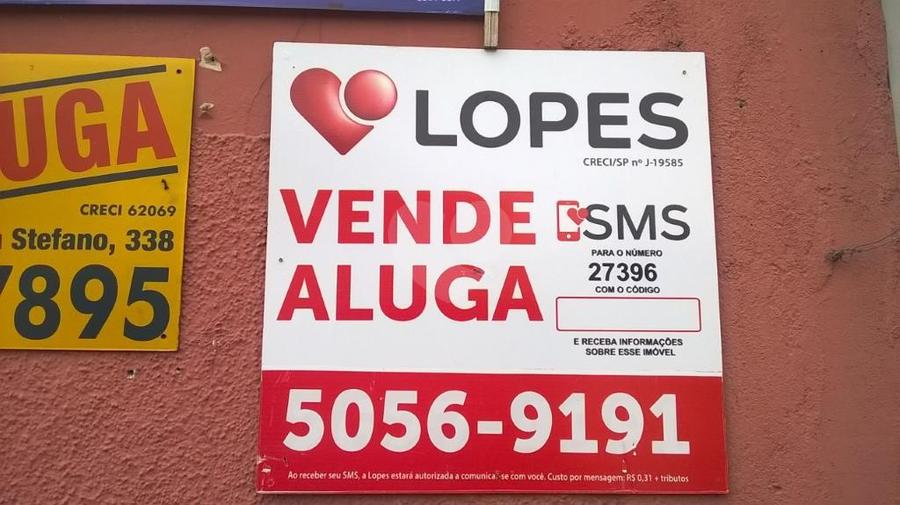 UGA
CRECI 62069
Stefano, 338
7895
LOPES
CRECI/SP nº J-19585
VENDE
ALUGA
SMS
PARA O NÚMERO
27396
COM O CÓDIGO
E RECEBA INFORMAÇÕES
SOBRE ESSE IMÓVEL
5056-9191
Ao receber seu SMS, a Lopes estará autorizada a comunicar-se com você. Custo por mensagem: R$ 0,31 + tributos